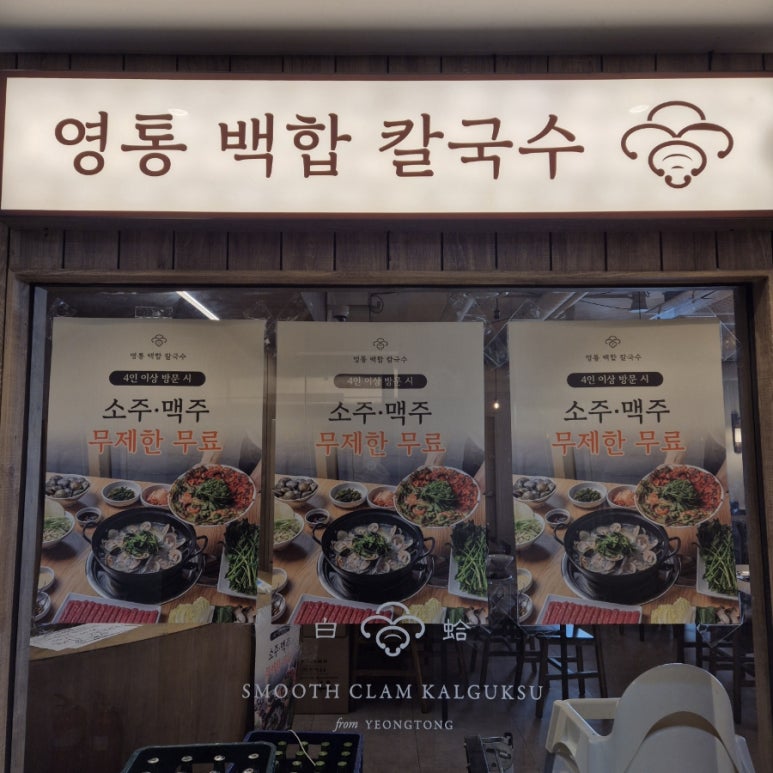 영통 백합 칼국수
영통 백합 칼국수
4인 이상 방문 시
소주·맥주
무제한 무료
영통 백합 칼국수
4인 이상 방문 시
소주·맥주
무제한 무료
영통 백합 칼국수
4인 이상 방문 시
소주·맥주
무제한 무료
白 蛤
SMOOTH CLAM KALGUKSU
from YEONGTONG
소주·맥주